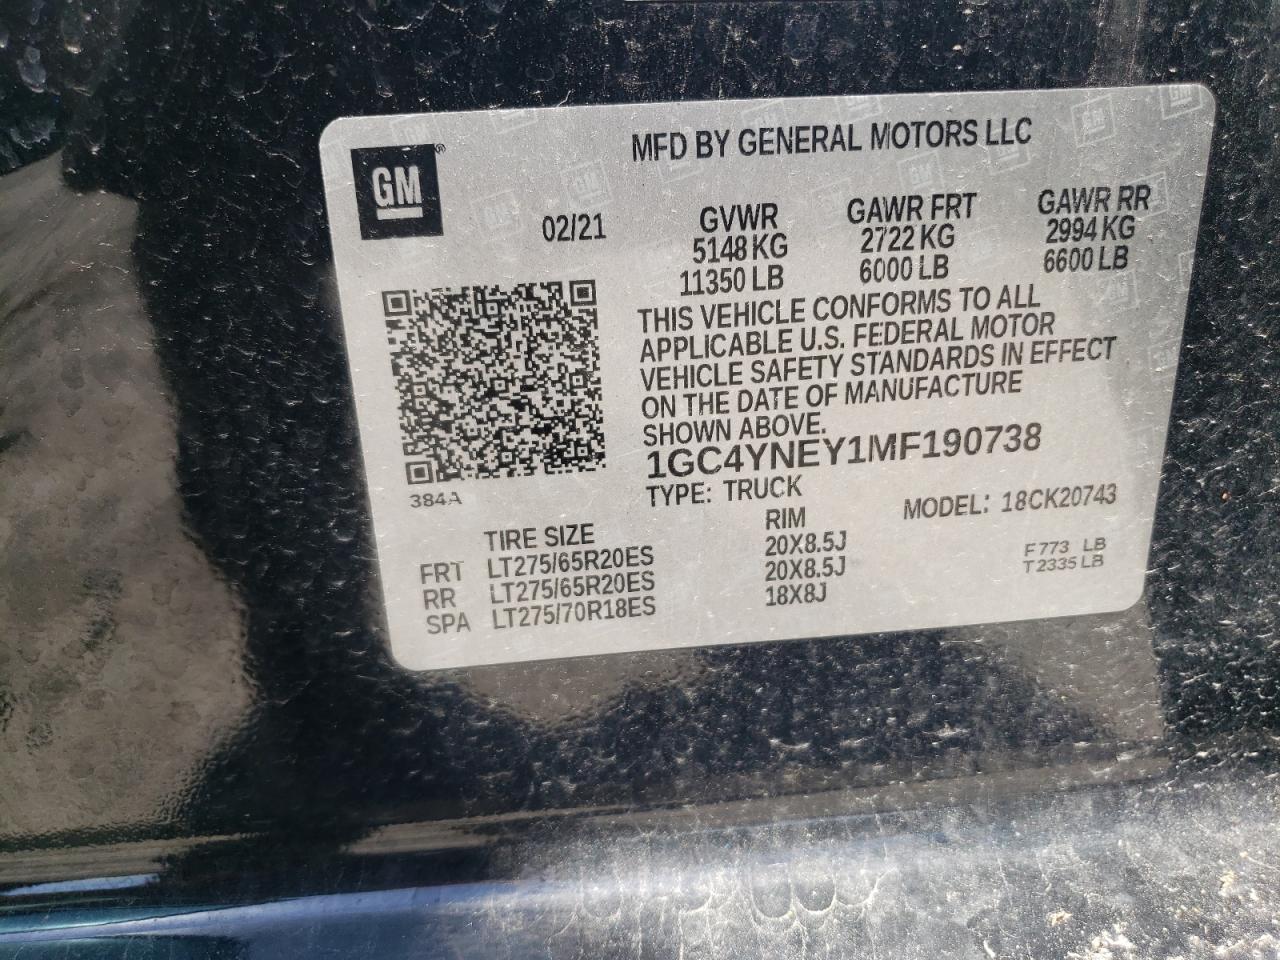 GM®
MFD BY GENERAL MOTORS LLC
02/21
GVWR GAWR FRT GAWR RR
5148 KG 2722 KG 2994 KG
11350 LB 6000 LB 6600 LB
THIS VEHICLE CONFORMS TO ALL
APPLICABLE U.S. FEDERAL MOTOR
VEHICLE SAFETY STANDARDS IN EFFECT
ON THE DATE OF MANUFACTURE
SHOWN ABOVE.
1GC4YNEY1MF190738
384A
TYPE: TRUCK
MODEL: 18CK20743
TIRE SIZE RIM
FRT LT275/65R20ES 20X8.5J
RR LT275/65R20ES 20X8.5J
SPA LT275/70R18ES 18X8J
F 773 LB
T 2335 LB